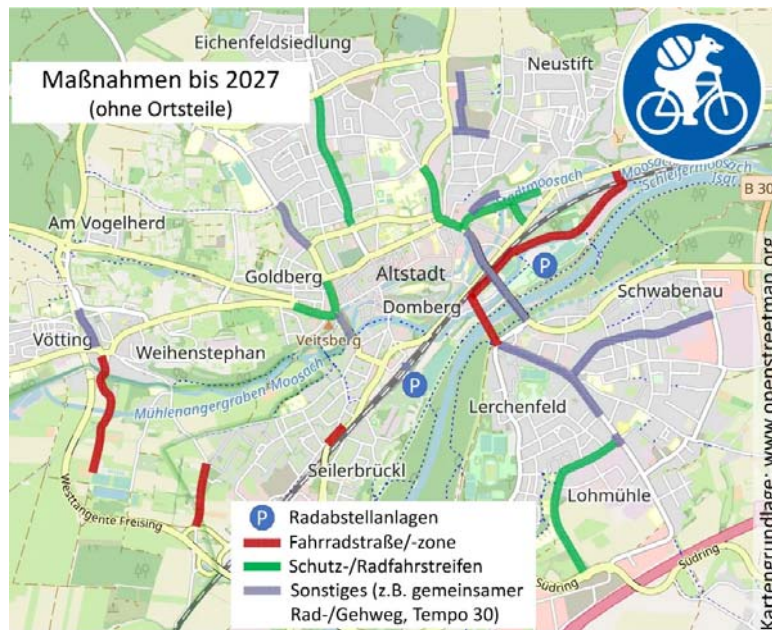 Eichenfeldsiedlung
Maßnahmen bis 2027
(ohne Ortsteile)
Neustift
Stadtmoosach
Moosach
Schleifermoosach
Isar
B 30
Am Vogelherd
Goldberg
Altstadt
P
Schwabenau
Domberg
Vötting
Weihenstephan
Veitsberg
P
Mühlenangergraben Moosach
Lerchenfeld
Seilerbrückl
Lohmühle
Westtangente Freising
Südring
Südring
P Radabstellanlagen
Fahrradstraße/-zone
Schutz-/Radfahrstreifen
Sonstiges (z.B. gemeinsamer
Rad-/Gehweg, Tempo 30)
Kartengrundlage: www.openstreetmap.org